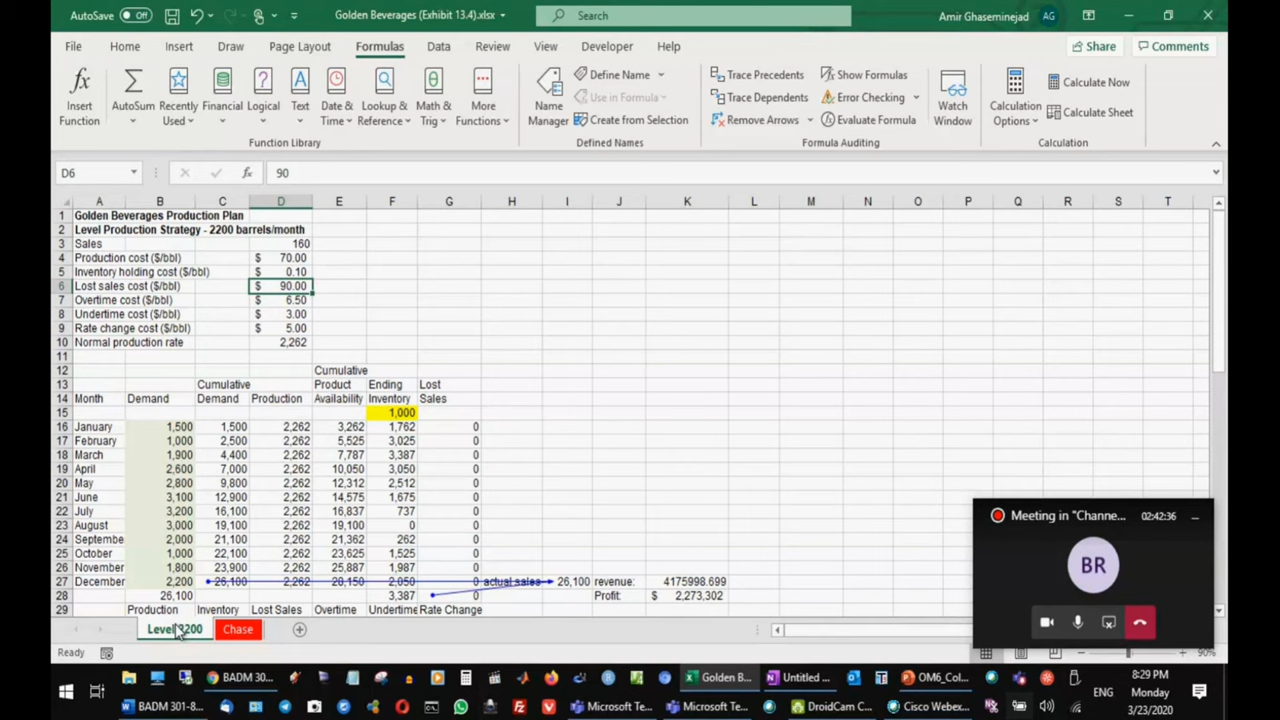 AutoSave Off Golden Beverages (Exhibit 13.4).xlsx Search Amir Ghaseminejad AG
File Home Insert Draw Page Layout Formulas Data Review View Developer Help Share Comments
Insert Function AutoSum Recently Used Financial Logical Text Date & Time Lookup & Reference Math & Trig More Functions
Name Manager Define Name Use in Formula Create from Selection
Trace Precedents Trace Dependents Remove Arrows Show Formulas Error Checking Evaluate Formula Watch Window
Calculation Options Calculate Now Calculate Sheet
Function Library Defined Names Formula Auditing Calculation
D6 fx 90
A B C D E F G H I J K L M N O P Q R S T
1 Golden Beverages Production Plan
2 Level Production Strategy - 2200 barrels/month
3 Sales 160
4 Production cost ($/bbl) $ 70.00
5 Inventory holding cost ($/bbl) $ 0.10
6 Lost sales cost ($/bbl) $ 90.00
7 Overtime cost ($/bbl) $ 6.50
8 Undertime cost ($/bbl) $ 3.00
9 Rate change cost ($/bbl) $ 5.00
10 Normal production rate 2,262
11
12 Cumulative
13 Cumulative Product Ending Lost
14 Month Demand Demand Production Availability Inventory Sales
15 1,000
16 January 1,500 1,500 2,262 3,262 1,762 0
17 February 1,000 2,500 2,262 5,525 3,025 0
18 March 1,900 4,400 2,262 7,787 3,387 0
19 April 2,600 7,000 2,262 10,050 3,050 0
20 May 2,800 9,800 2,262 12,312 2,512 0
21 June 3,100 12,900 2,262 14,575 1,675 0
22 July 3,200 16,100 2,262 16,837 737 0
23 August 3,000 19,100 2,262 19,100 0 0
24 Septembe 2,000 21,100 2,262 21,362 262 0
25 October 1,000 22,100 2,262 23,625 1,525 0
26 November 1,800 23,900 2,262 25,887 1,987 0
27 December 2,200 26,100 2,262 28,150 2,050 0 actual sales 26,100 revenue: 4175998.699
28 26,100 3,387 0 Profit: $ 2,273,302
29 Production Inventory Lost Sales Overtime Undertime Rate Change
Meeting in "Channe... 02:42:36
BR
Chase
Ready 90%
BADM 30... Golden B... Untitled ... OM6_Col...
BADM 301-8... Microsoft Te... Microsoft Te... DroidCam C... Cisco Webex...
ENG 8:29 PM
Monday
3/23/2020